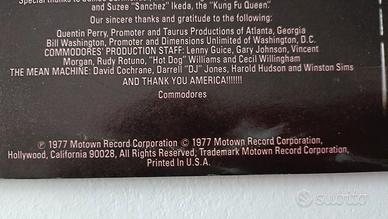 and Suzee "Sanchez" Ikeda, the "Kung Fu Queen".
Our sincere thanks and gratitude to the following:
Quentin Perry, Promoter and Taurus Productions of Atlanta, Georgia
Bill Washington, Promoter and Dimensions Unlimited of Washington, D.C.
COMMODORES' PRODUCTION STAFF: Lenny Guice, Gary Johnson, Vincent
Morgan, Rudy Rotuno, "Hot Dog" Williams and Cecil Willingham
THE MEAN MACHINE: David Cochrane, Darrell "DJ" Jones, Harold Hudson and Winston Sims
AND THANK YOU AMERICA!!!!!!!
Commodores
℗ 1977 Motown Record Corporation © 1977 Motown Record Corporation,
Hollywood, California 90028, All Rights Reserved, Trademark Motown Record Corporation.
Printed In U.S.A.
subito